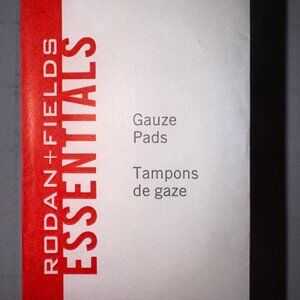 RODAN+FIELDS
ESSENTIALS
Gauze
Pads
Tampons
de gaze